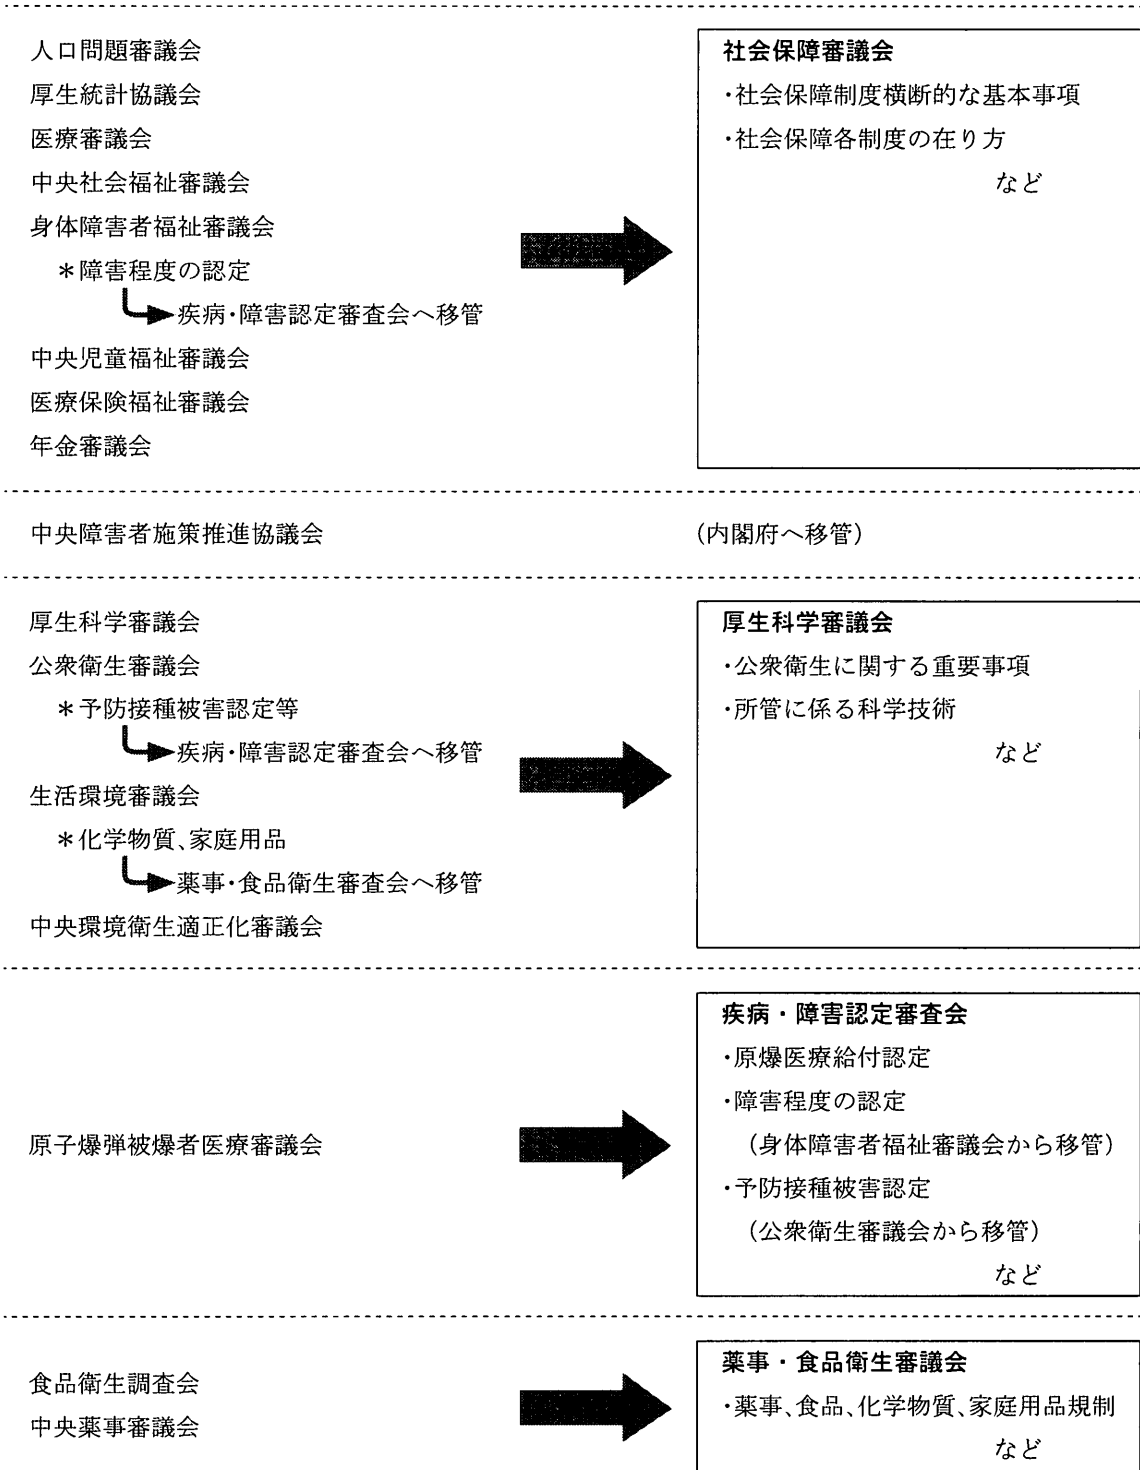 人口問題審議会
厚生統計協議会
医療審議会
中央社会福祉審議会
身体障害者福祉審議会
＊障害程度の認定
疾病・障害認定審査会へ移管
中央児童福祉審議会
医療保険福祉審議会
年金審議会
社会保障審議会
・社会保障制度横断的な基本事項
・社会保障各制度の在り方
など
中央障害者施策推進協議会
（内閣府へ移管）
厚生科学審議会
公衆衛生審議会
＊予防接種被害認定等
疾病・障害認定審査会へ移管
生活環境審議会
＊化学物質、家庭用品
薬事・食品衛生審査会へ移管
中央環境衛生適正化審議会
厚生科学審議会
・公衆衛生に関する重要事項
・所管に係る科学技術
など
原子爆弾被爆者医療審議会
疾病・障害認定審査会
・原爆医療給付認定
・障害程度の認定
（身体障害者福祉審議会から移管）
・予防接種被害認定
（公衆衛生審議会から移管）
など
食品衛生調査会
中央薬事審議会
薬事・食品衛生審議会
・薬事、食品、化学物質、家庭用品規制
など